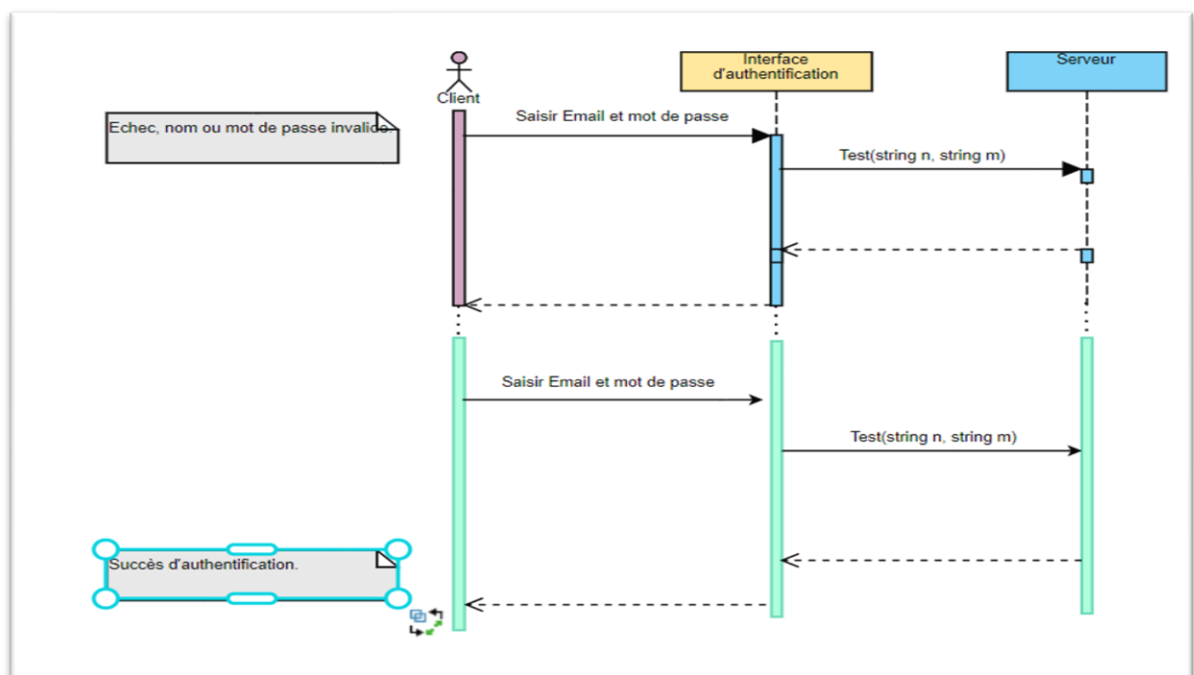 Interface
d'authentification
Serveur
Client
Echec, nom ou mot de passe invalide.
Saisir Email et mot de passe
Test(string n, string m)
Saisir Email et mot de passe
Test(string n, string m)
Succès d'authentification.